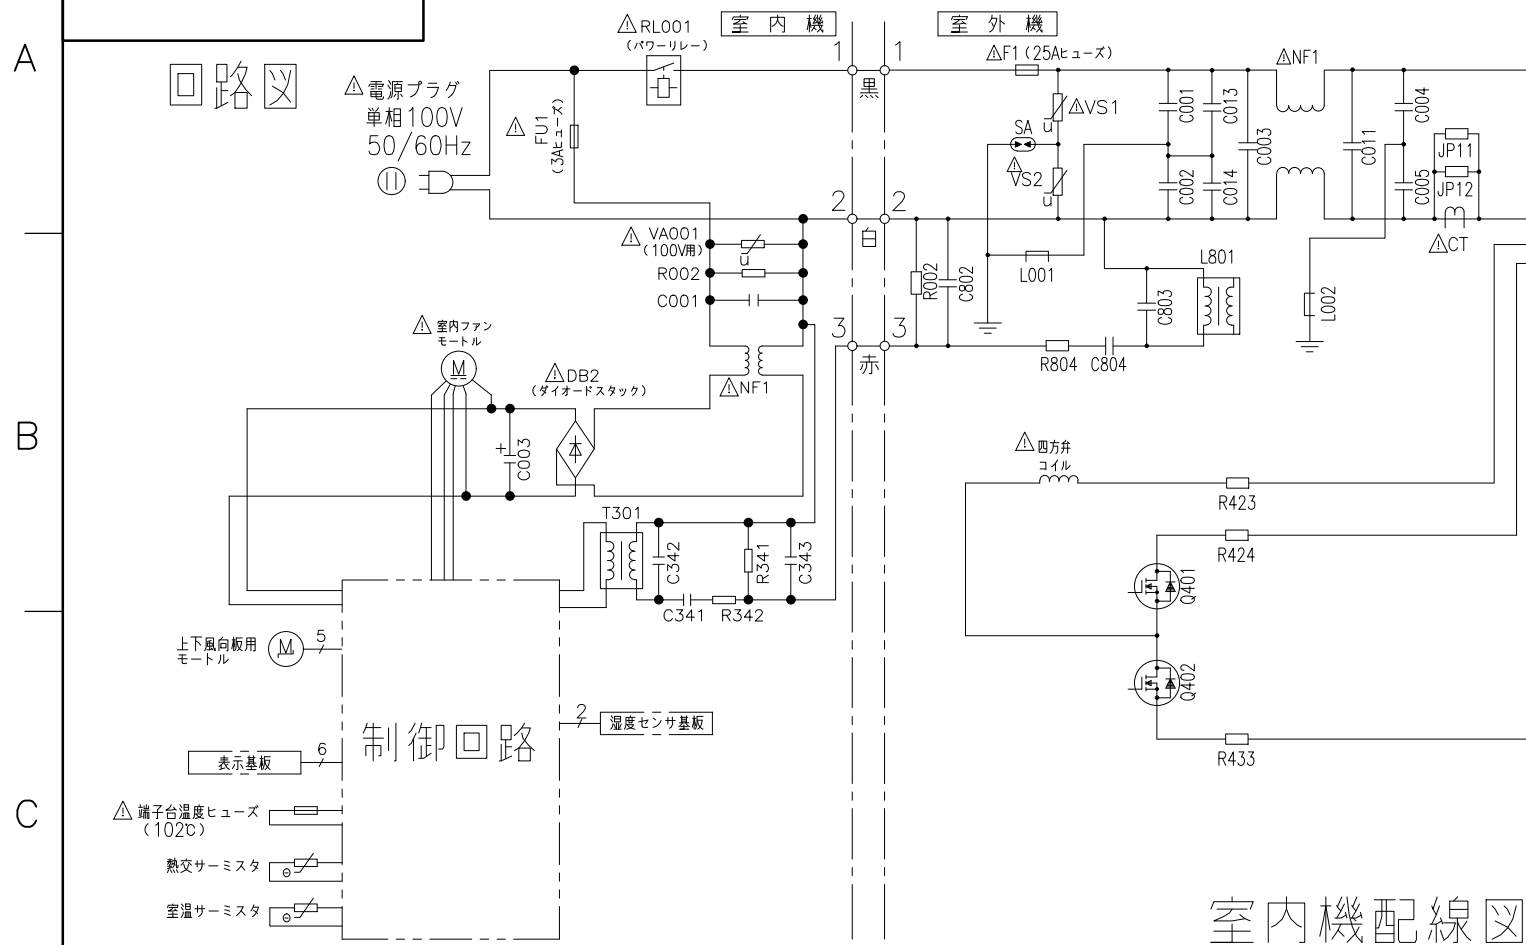 A
B
C
回路図
電源プラグ
単相100V
50/60Hz
RL001
(パワーリレー)
FU1
(3Aヒューズ)
室内機
室外機
1
1
黒
2
2
白
3
3
赤
VA001
(100V用)
u
R002
C001
NF1
室内ファン
モートル
M
DB2
(ダイオードスタック)
+
C003
T301
C342
R341
C343
C341
R342
上下風向板用
モートル
M
5
制御回路
2
湿度センサ基板
表示基板
6
端子台温度ヒューズ
(102℃)
熱交サーミスタ
θ
室温サーミスタ
θ
F1(25Aヒューズ)
VS1
u
SA
VS2
u
C001
C013
C002
C014
C003
NF1
C011
C004
C005
JP11
JP12
CT
L001
R002
C802
L801
C803
R804
C804
L002
四方弁
コイル
R423
R424
Q401
Q402
R433
室内機配線図